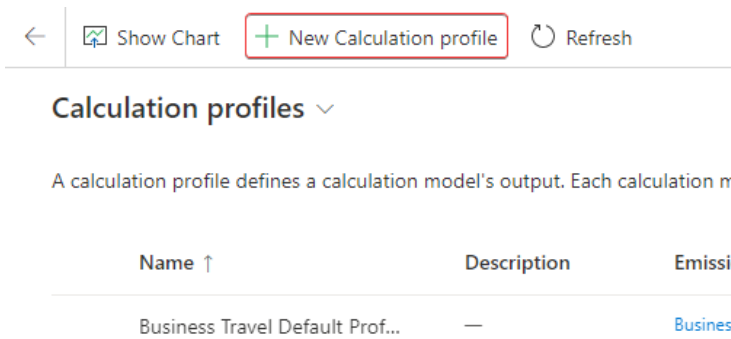 Show Chart New Calculation profile Refresh
Calculation profiles
A calculation profile defines a calculation model's output. Each calculation
Name ↑ Description Emissi
Business Travel Default Prof... — Busines